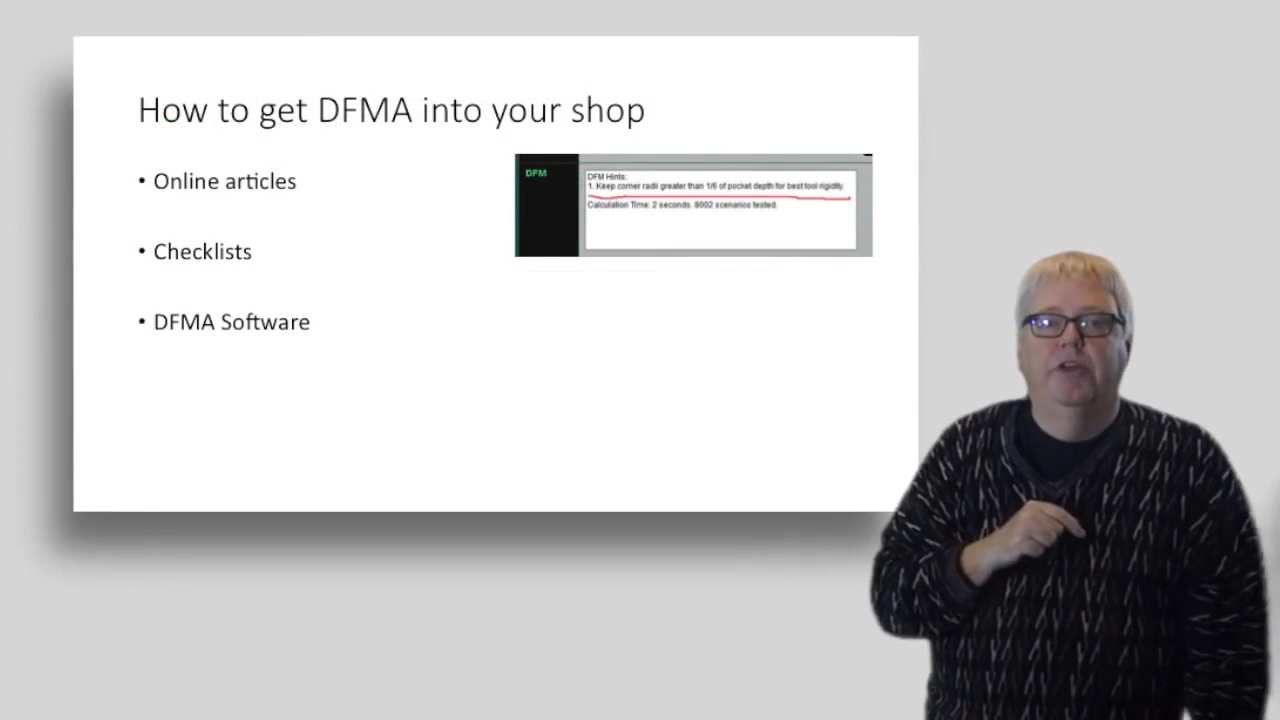 How to get DFMA into your shop
• Online articles
• Checklists
• DFMA Software
DFM
DFM Hints:
1. Keep corner radii greater than 1/6 of pocket depth for best tool rigidity.
Calculation Time: 2 seconds. 8002 scenarios tested.